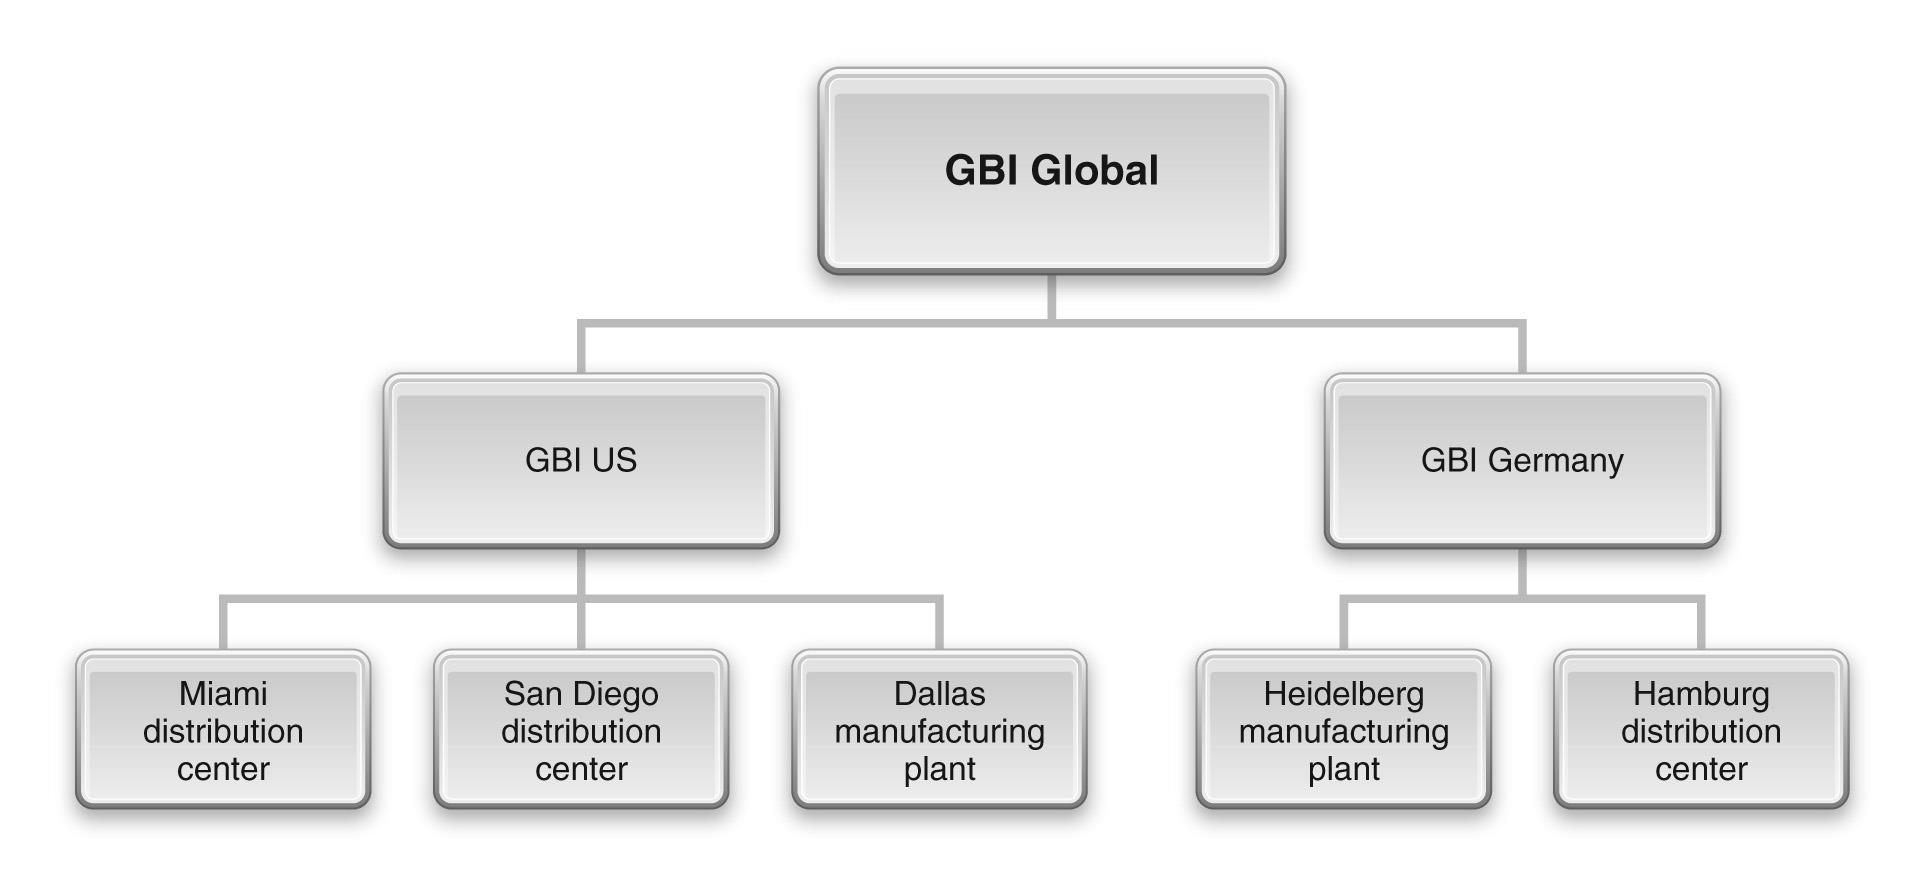 GBI Global
GBI US
GBI Germany
Miami
distribution
center
San Diego
distribution
center
Dallas
manufacturing
plant
Heidelberg
manufacturing
plant
Hamburg
distribution
center